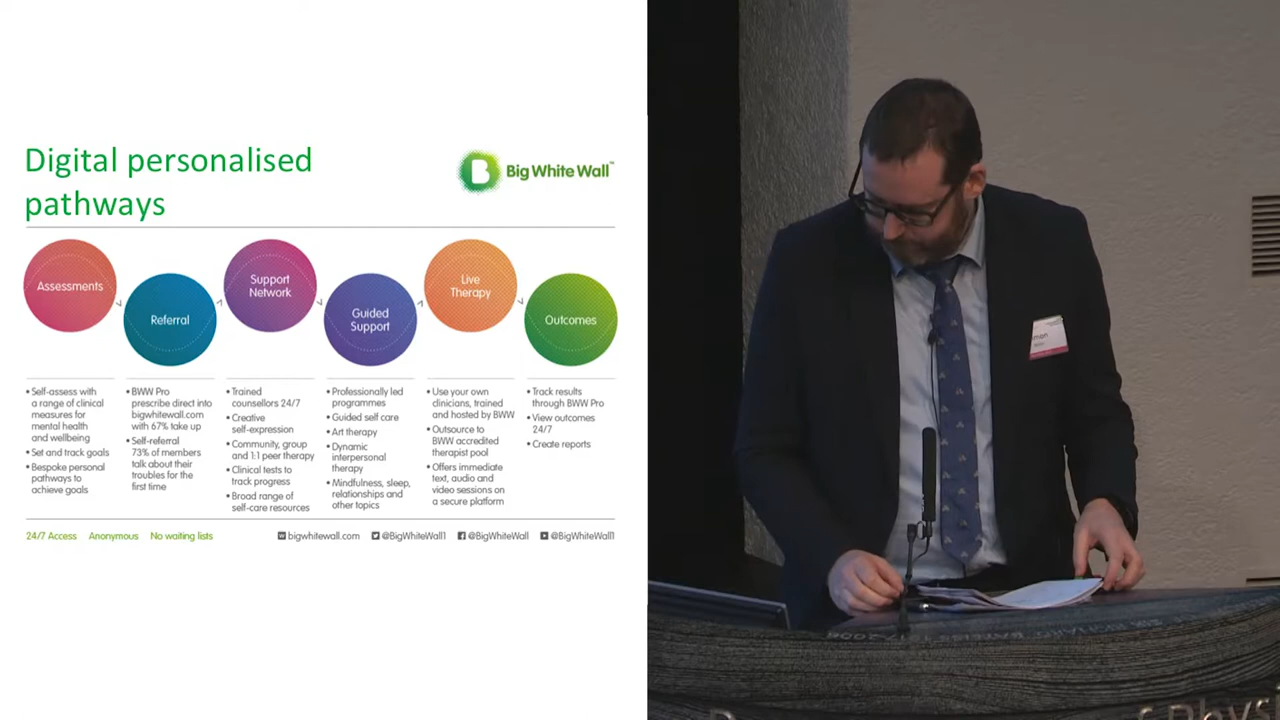 Digital personalised
pathways
Big White Wall™
Assessments
Referral
Support
Network
Guided
Support
Live
Therapy
Outcomes
• Self-assess with
a range of clinical
measures for
mental health
and wellbeing
• Set and track goals
• Bespoke personal
pathways to
achieve goals
• BWW Pro
prescribe direct into
bigwhitewall.com
with 67% take up
• Self-referral
73% of members
talk about their
troubles for the
first time
• Trained
counsellors 24/7
• Creative
self-expression
• Community, group
and 1:1 peer therapy
• Clinical tests to
track progress
• Broad range of
self-care resources
• Professionally led
programmes
• Guided self care
• Art therapy
• Dynamic
interpersonal
therapy
• Mindfulness, sleep,
relationships and
other topics
• Use your own
clinicians, trained
and hosted by BWW
• Outsource to
BWW accredited
therapist pool
• Offers immediate
text, audio and
video sessions on
a secure platform
• Track results
through BWW Pro
• View outcomes
24/7
• Create reports
24/7 Access Anonymous No waiting lists
bigwhitewall.com @BigWhiteWall1 @BigWhiteWall @BigWhiteWall1
of Physi